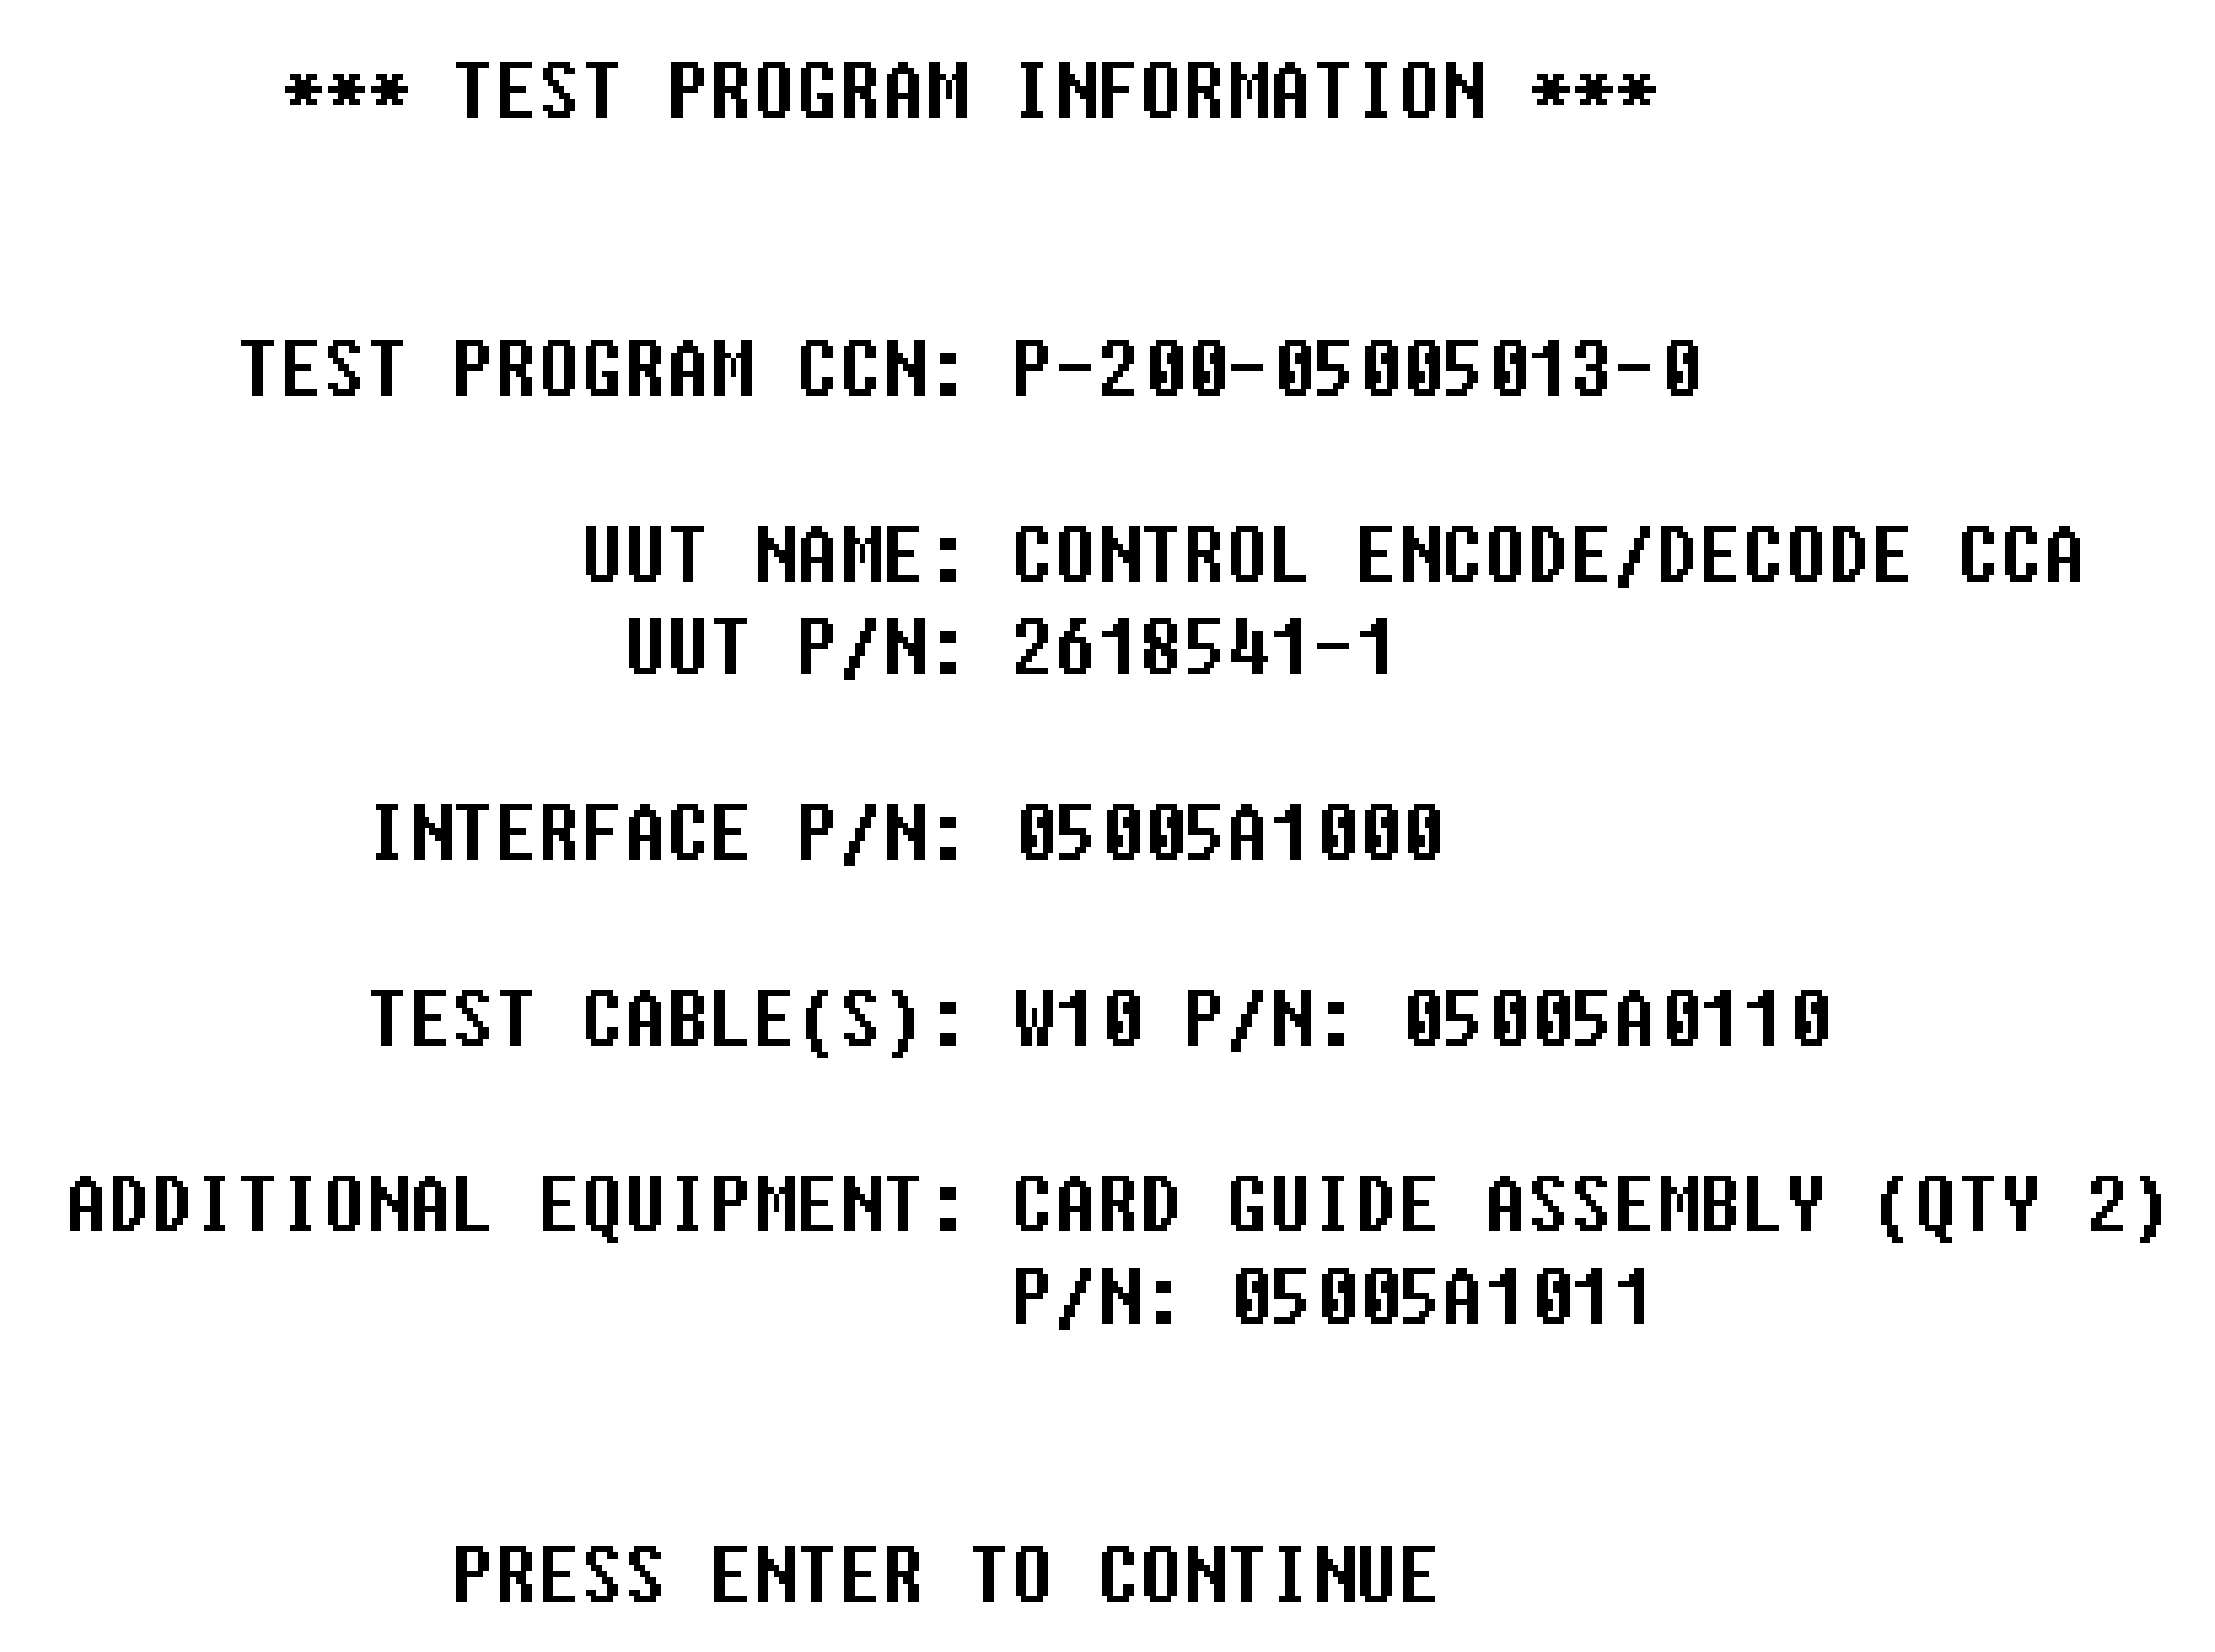 *** TEST PROGRAM INFORMATION ***
TEST PROGRAM CCN: P-200-05005013-0
UUT NAME: CONTROL ENCODE/DECODE CCA
UUT P/N: 2618541-1
INTERFACE P/N: 05005A1000
TEST CABLE(S): W10 P/N: 05005A0110
ADDITIONAL EQUIPMENT: CARD GUIDE ASSEMBLY (QTY 2)
P/N: 05005A1011
PRESS ENTER TO CONTINUE